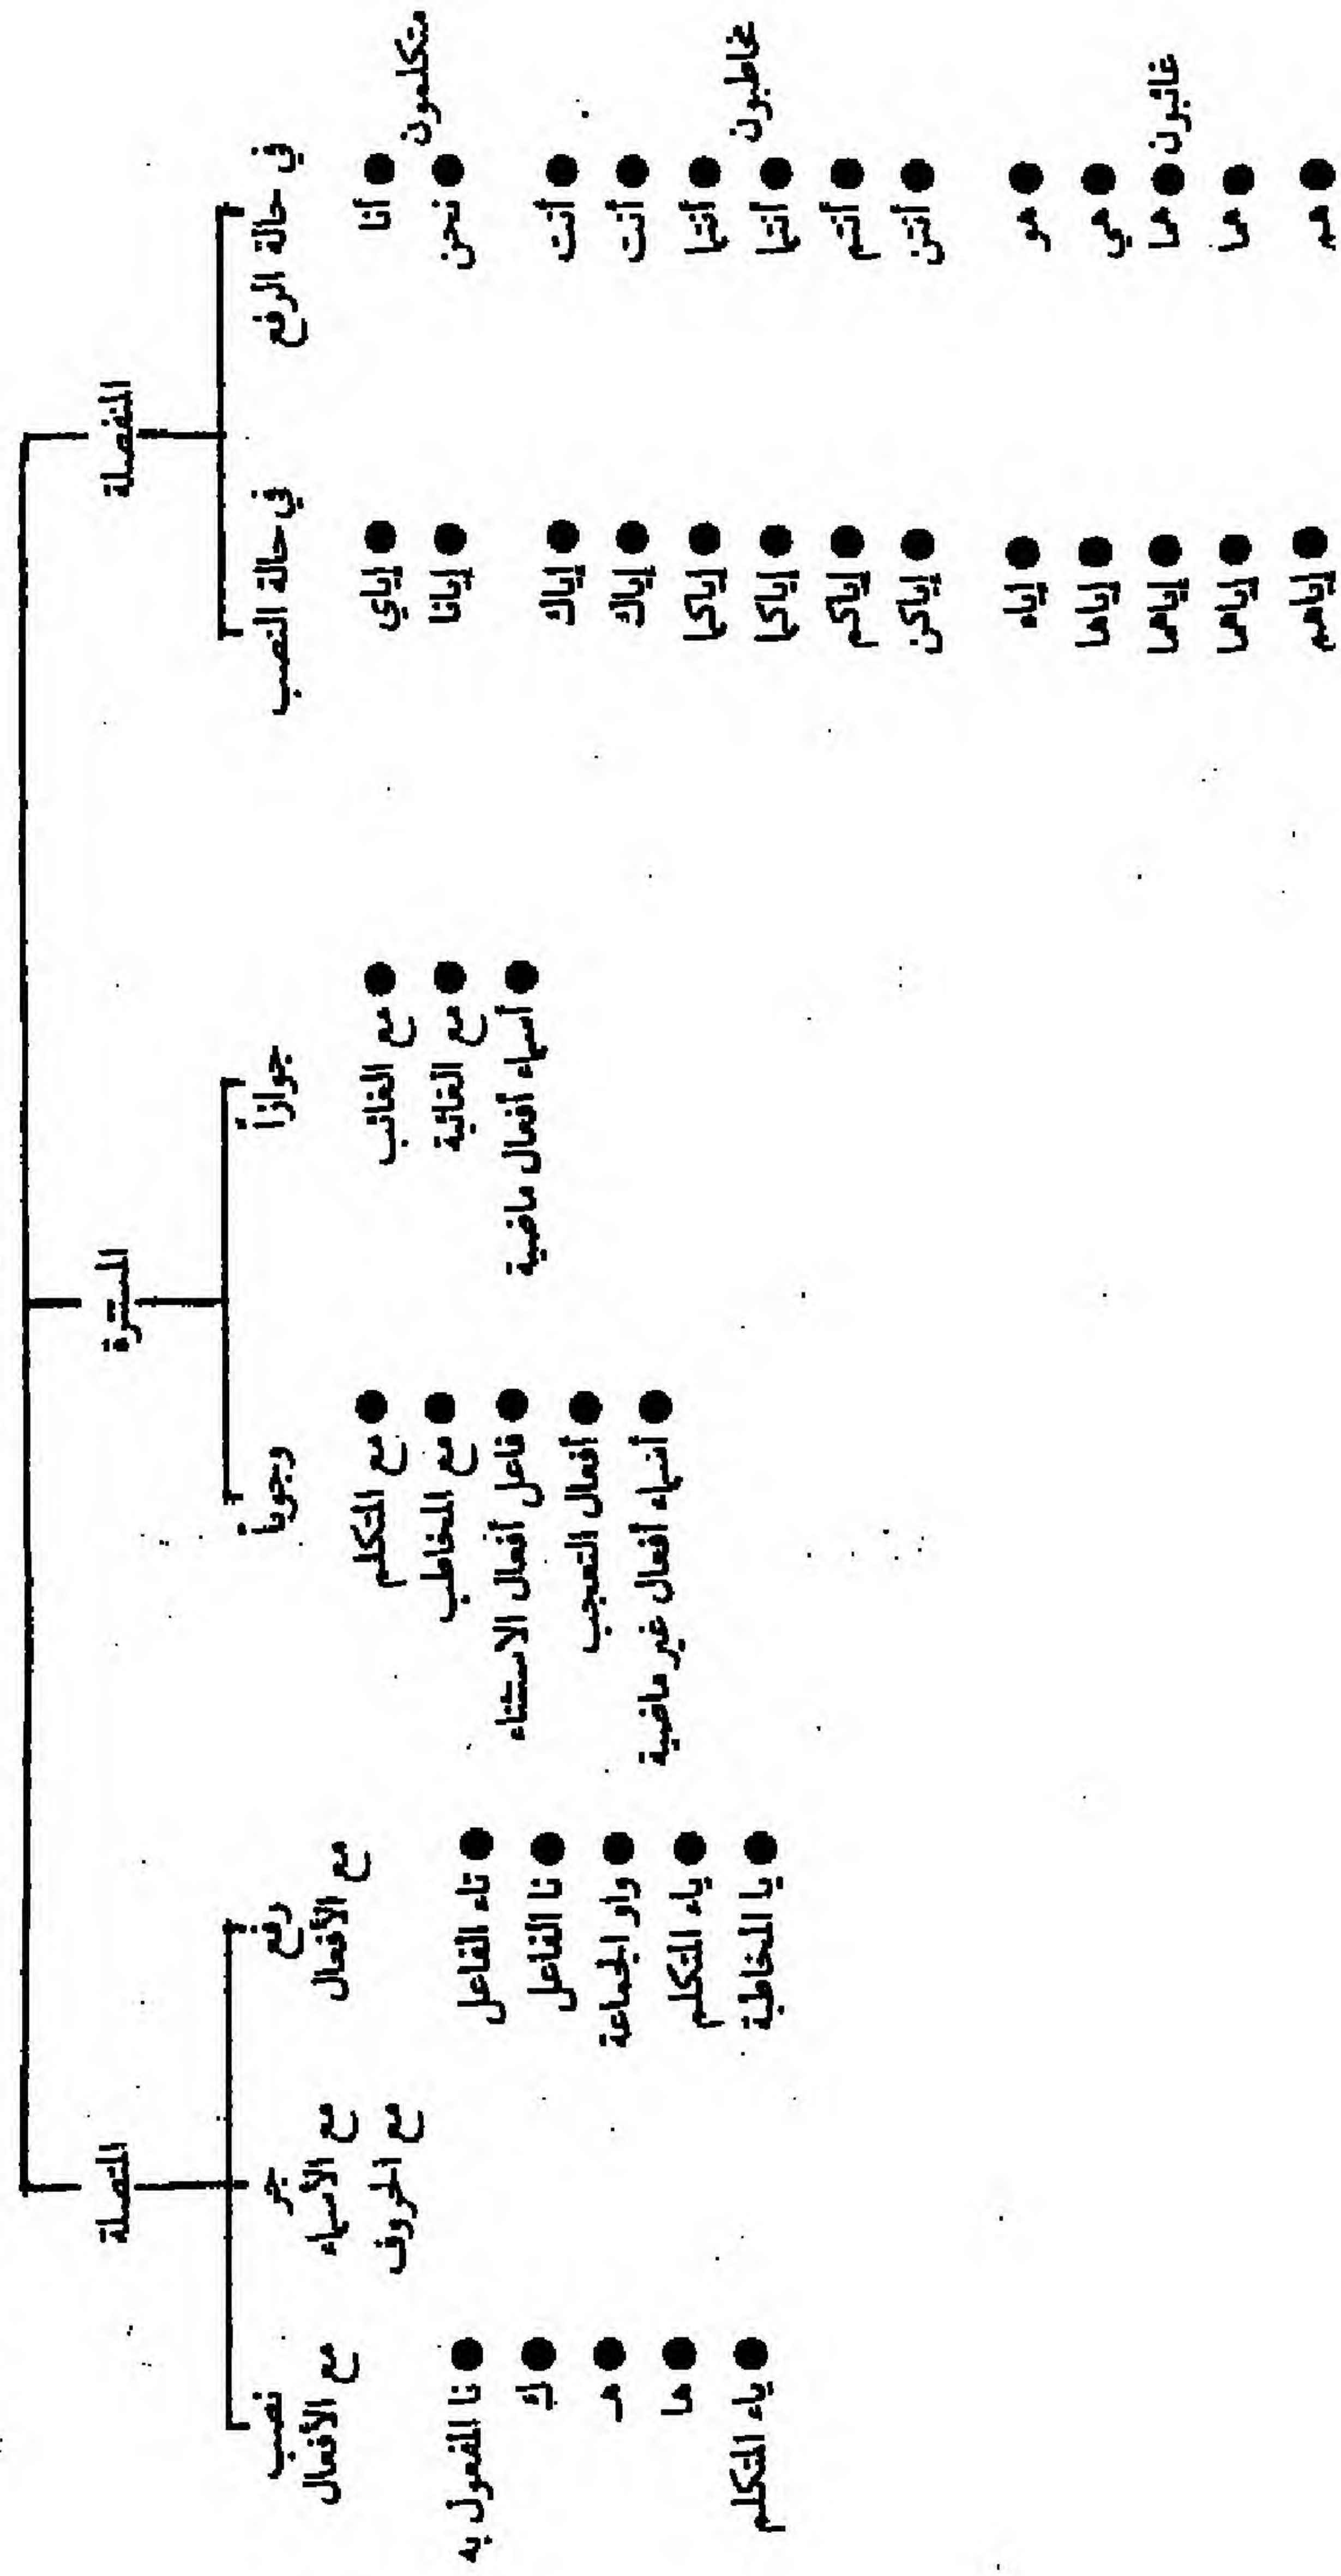 المنفصلة
في حالة الرفع
أنا
نحن
متكلمون
أنت
أنت
أنتما
أنتما
أنتم
أنتن
مخاطبون
هو
هي
هما
هما
هم
غائبون
في حالة النصب
إياي
إيانا
إياك
إياك
إياكما
إياكما
إياكم
إياكن
إياه
إياها
إياهما
إياهما
إياهم
المستترة
جوازاً
مع الغائب
مع الغائبة
أسماء أفعال ماضية
وجوباً
مع المتكلم
مع المخاطب
فاعل أفعال الاستثناء
أفعال التعجب
أسماء أفعال غير ماضية
المتصلة
رفع
مع الأفعال
تاء الفاعل
نا الفاعل
واو الجماعة
ياء المتكلم
يا المخاطبة
جر
مع الأسماء
مع الحروف
نصب
مع الأفعال
نا المفعول به
ك
هـ
ها
ياء المتكلم